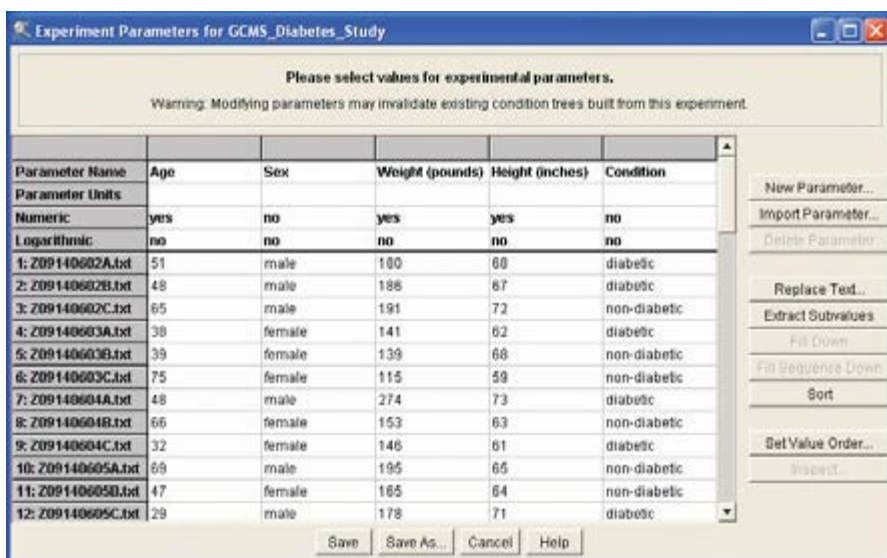 Experiment Parameters for GCMS_Diabetes_Study
Please select values for experimental parameters.
Warning: Modifying parameters may invalidate existing condition trees built from this experiment.
Parameter Name Age Sex Weight (pounds) Height (inches) Condition
Parameter Units
Numeric yes no yes yes no
Logarithmic no no no no no
1: Z09140602A.txt 51 male 180 68 diabetic
2: Z09140602B.txt 48 male 186 67 diabetic
3: Z09140602C.txt 65 male 191 72 non-diabetic
4: Z09140603A.txt 38 female 141 62 diabetic
5: Z09140603B.txt 39 female 139 68 non-diabetic
6: Z09140603C.txt 75 female 115 59 non-diabetic
7: Z09140604A.txt 48 male 274 73 diabetic
8: Z09140604B.txt 66 female 153 63 non-diabetic
9: Z09140604C.txt 32 female 146 61 diabetic
10: Z09140605A.txt 69 male 195 65 non-diabetic
11: Z09140605B.txt 47 female 165 64 non-diabetic
12: Z09140605C.txt 29 male 178 71 diabetic
New Parameter...
Import Parameter...
Delete Parameter
Replace Text...
Extract Subvalues
Fill Down
Fill Sequence Down
Sort
Set Value Order...
Inspect...
Save Save As... Cancel Help